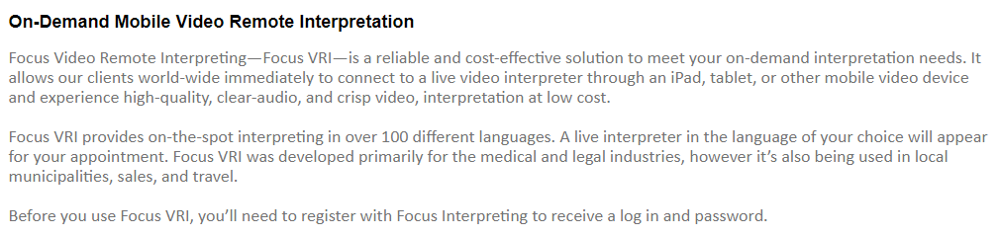 On-Demand Mobile Video Remote Interpretation
Focus Video Remote Interpreting—Focus VRI—is a reliable and cost-effective solution to meet your on-demand interpretation needs. It
allows our clients world-wide immediately to connect to a live video interpreter through an iPad, tablet, or other mobile video device
and experience high-quality, clear-audio, and crisp video, interpretation at low cost.
Focus VRI provides on-the-spot interpreting in over 100 different languages. A live interpreter in the language of your choice will appear
for your appointment. Focus VRI was developed primarily for the medical and legal industries, however it’s also being used in local
municipalities, sales, and travel.
Before you use Focus VRI, you’ll need to register with Focus Interpreting to receive a log in and password.